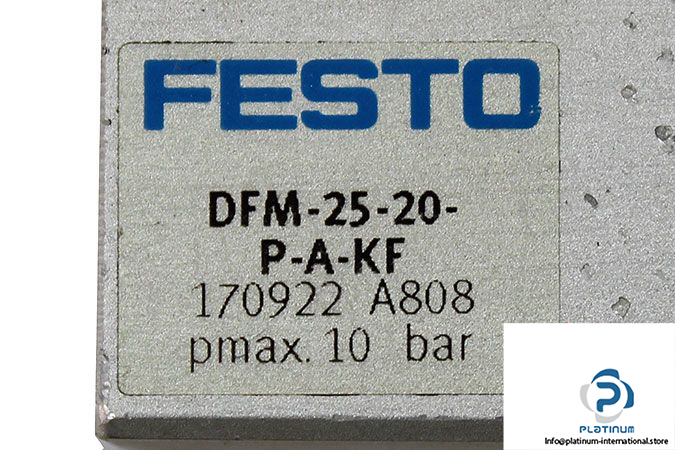 FESTO
DFM-25-20-
P-A-KF
170922 A808
pmax. 10 bar
PLATINUM
Info@platinum-international.store